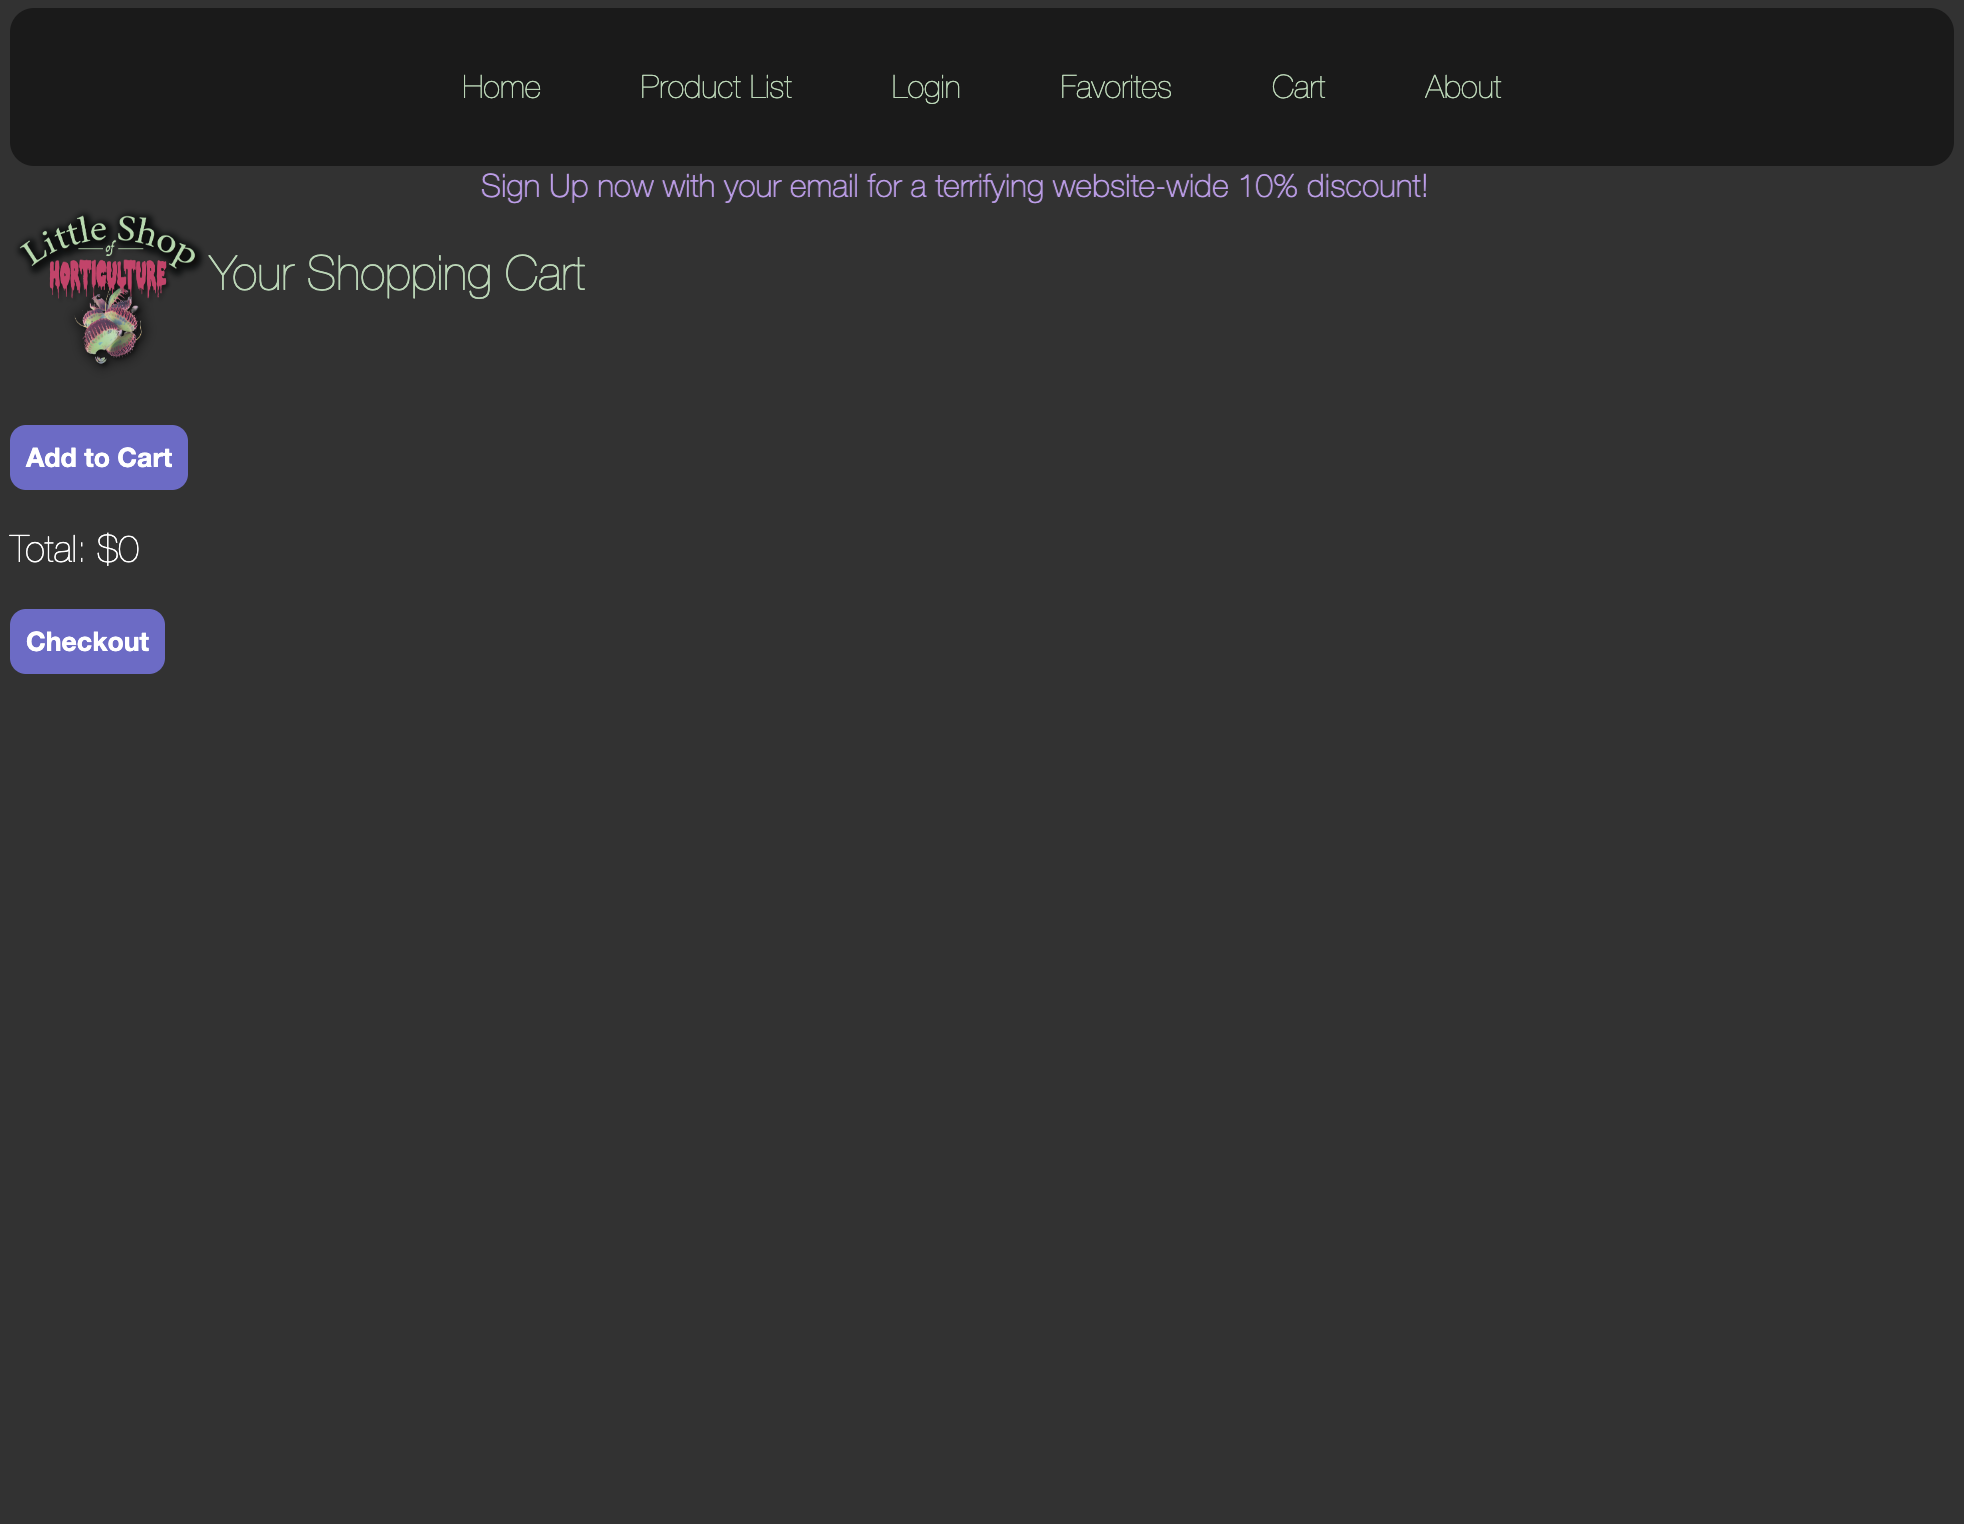 Home Product List Login Favorites Cart About
Sign Up now with your email for a terrifying website-wide 10% discount!
Little Shop
of
HORTICULTURE
Your Shopping Cart
Add to Cart
Total: $0
Checkout